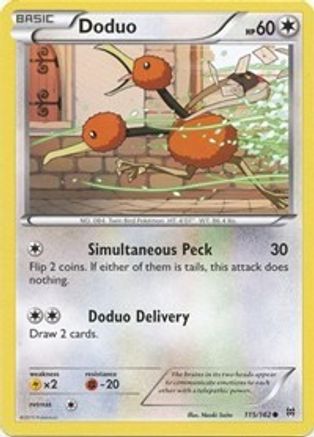 BASIC
Doduo
HP60
NO. 084 Twin Bird Pokémon HT: 4'07" WT: 86.4 lbs.
Simultaneous Peck 30
Flip 2 coins. If either of them is tails, this attack does
nothing.
Doduo Delivery
Draw 2 cards.
weakness resistance
×2 -20
retreat
The brains in its two heads appear
to communicate emotions to each
other with a telepathic power.
Illus. Naoki Saito 115/162